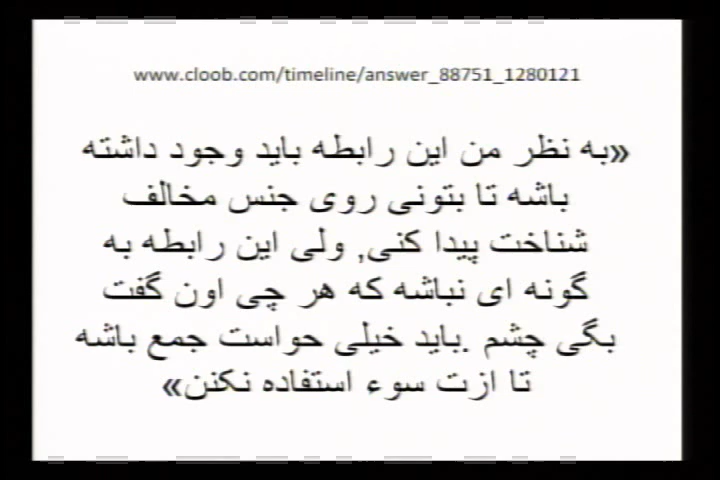 www.cloob.com/timeline/answer_88751_1280121
«به نظر من این رابطه باید وجود داشته
باشه تا بتونی روی جنس مخالف
شناخت پیدا کنی, ولی این رابطه به
گونه ای نباشه که هر چی اون گفت
بگی چشم .باید خیلی حواست جمع باشه
تا ازت سوء استفاده نکنن»